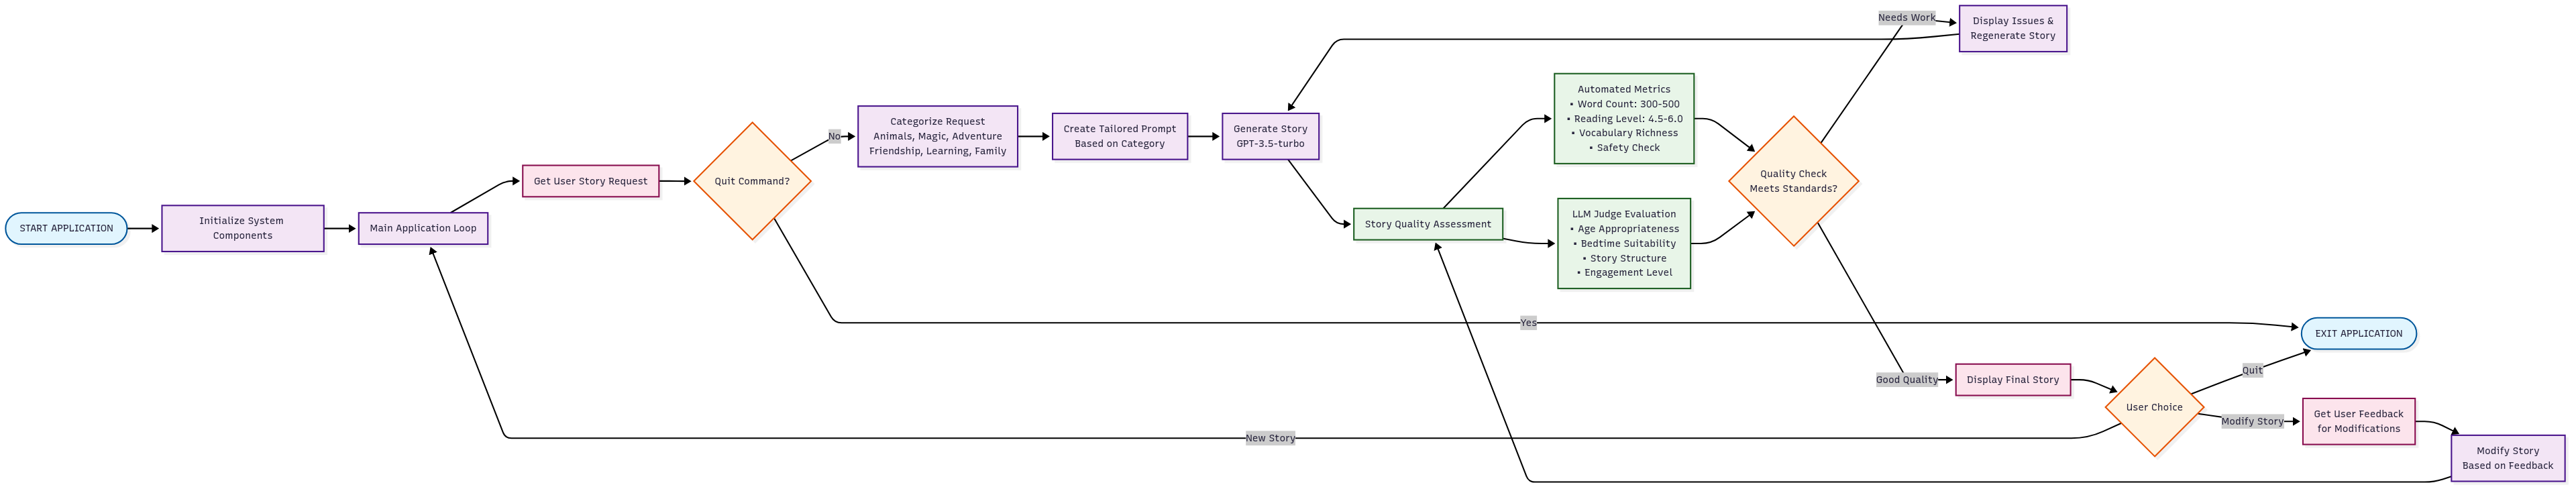 START APPLICATION
Initialize System
Components
Main Application Loop
Get User Story Request
Quit Command?
No
Categorize Request
Animals, Magic, Adventure
Friendship, Learning, Family
Create Tailored Prompt
Based on Category
Generate Story
GPT-3.5-turbo
Story Quality Assessment
Automated Metrics
• Word Count: 300-500
• Reading Level: 4.5-6.0
• Vocabulary Richness
• Safety Check
LLM Judge Evaluation
• Age Appropriateness
• Bedtime Suitability
• Story Structure
• Engagement Level
Quality Check
Meets Standards?
Needs Work
Display Issues &
Regenerate Story
Yes
Good Quality
Display Final Story
User Choice
Quit
EXIT APPLICATION
Modify Story
Get User Feedback
for Modifications
Modify Story
Based on Feedback
New Story